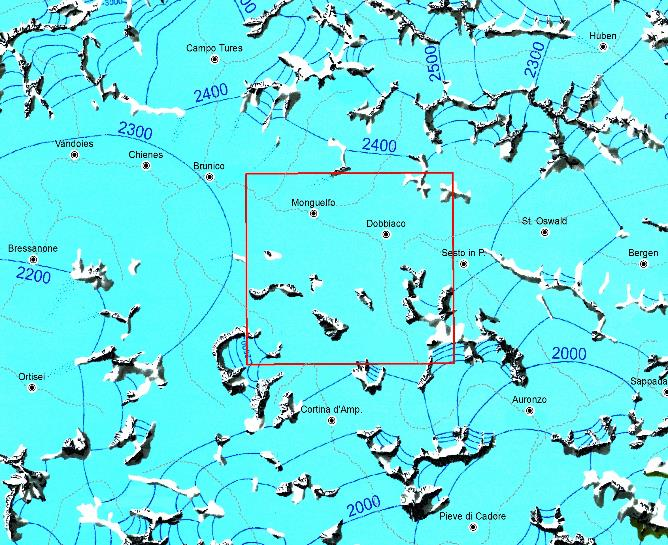 3000
Campo Tures
Huben
2500
2300
2400
2300
2400
Vandoies
Chienes
Brunico
Monguelfo
Dobbiaco
St. Oswald
Bressanone
Sesto in P.
Bergen
2200
2000
Ortisei
Sappada
Auronzo
Cortina d'Amp.
2000
Pieve di Cadore